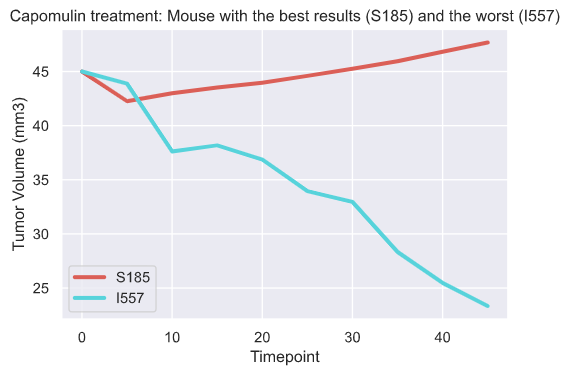 Capomulin treatment: Mouse with the best results (S185) and the worst (I557)
Tumor Volume (mm3)
45
40
35
30
25
S185
I557
0 10 20 30 40
Timepoint